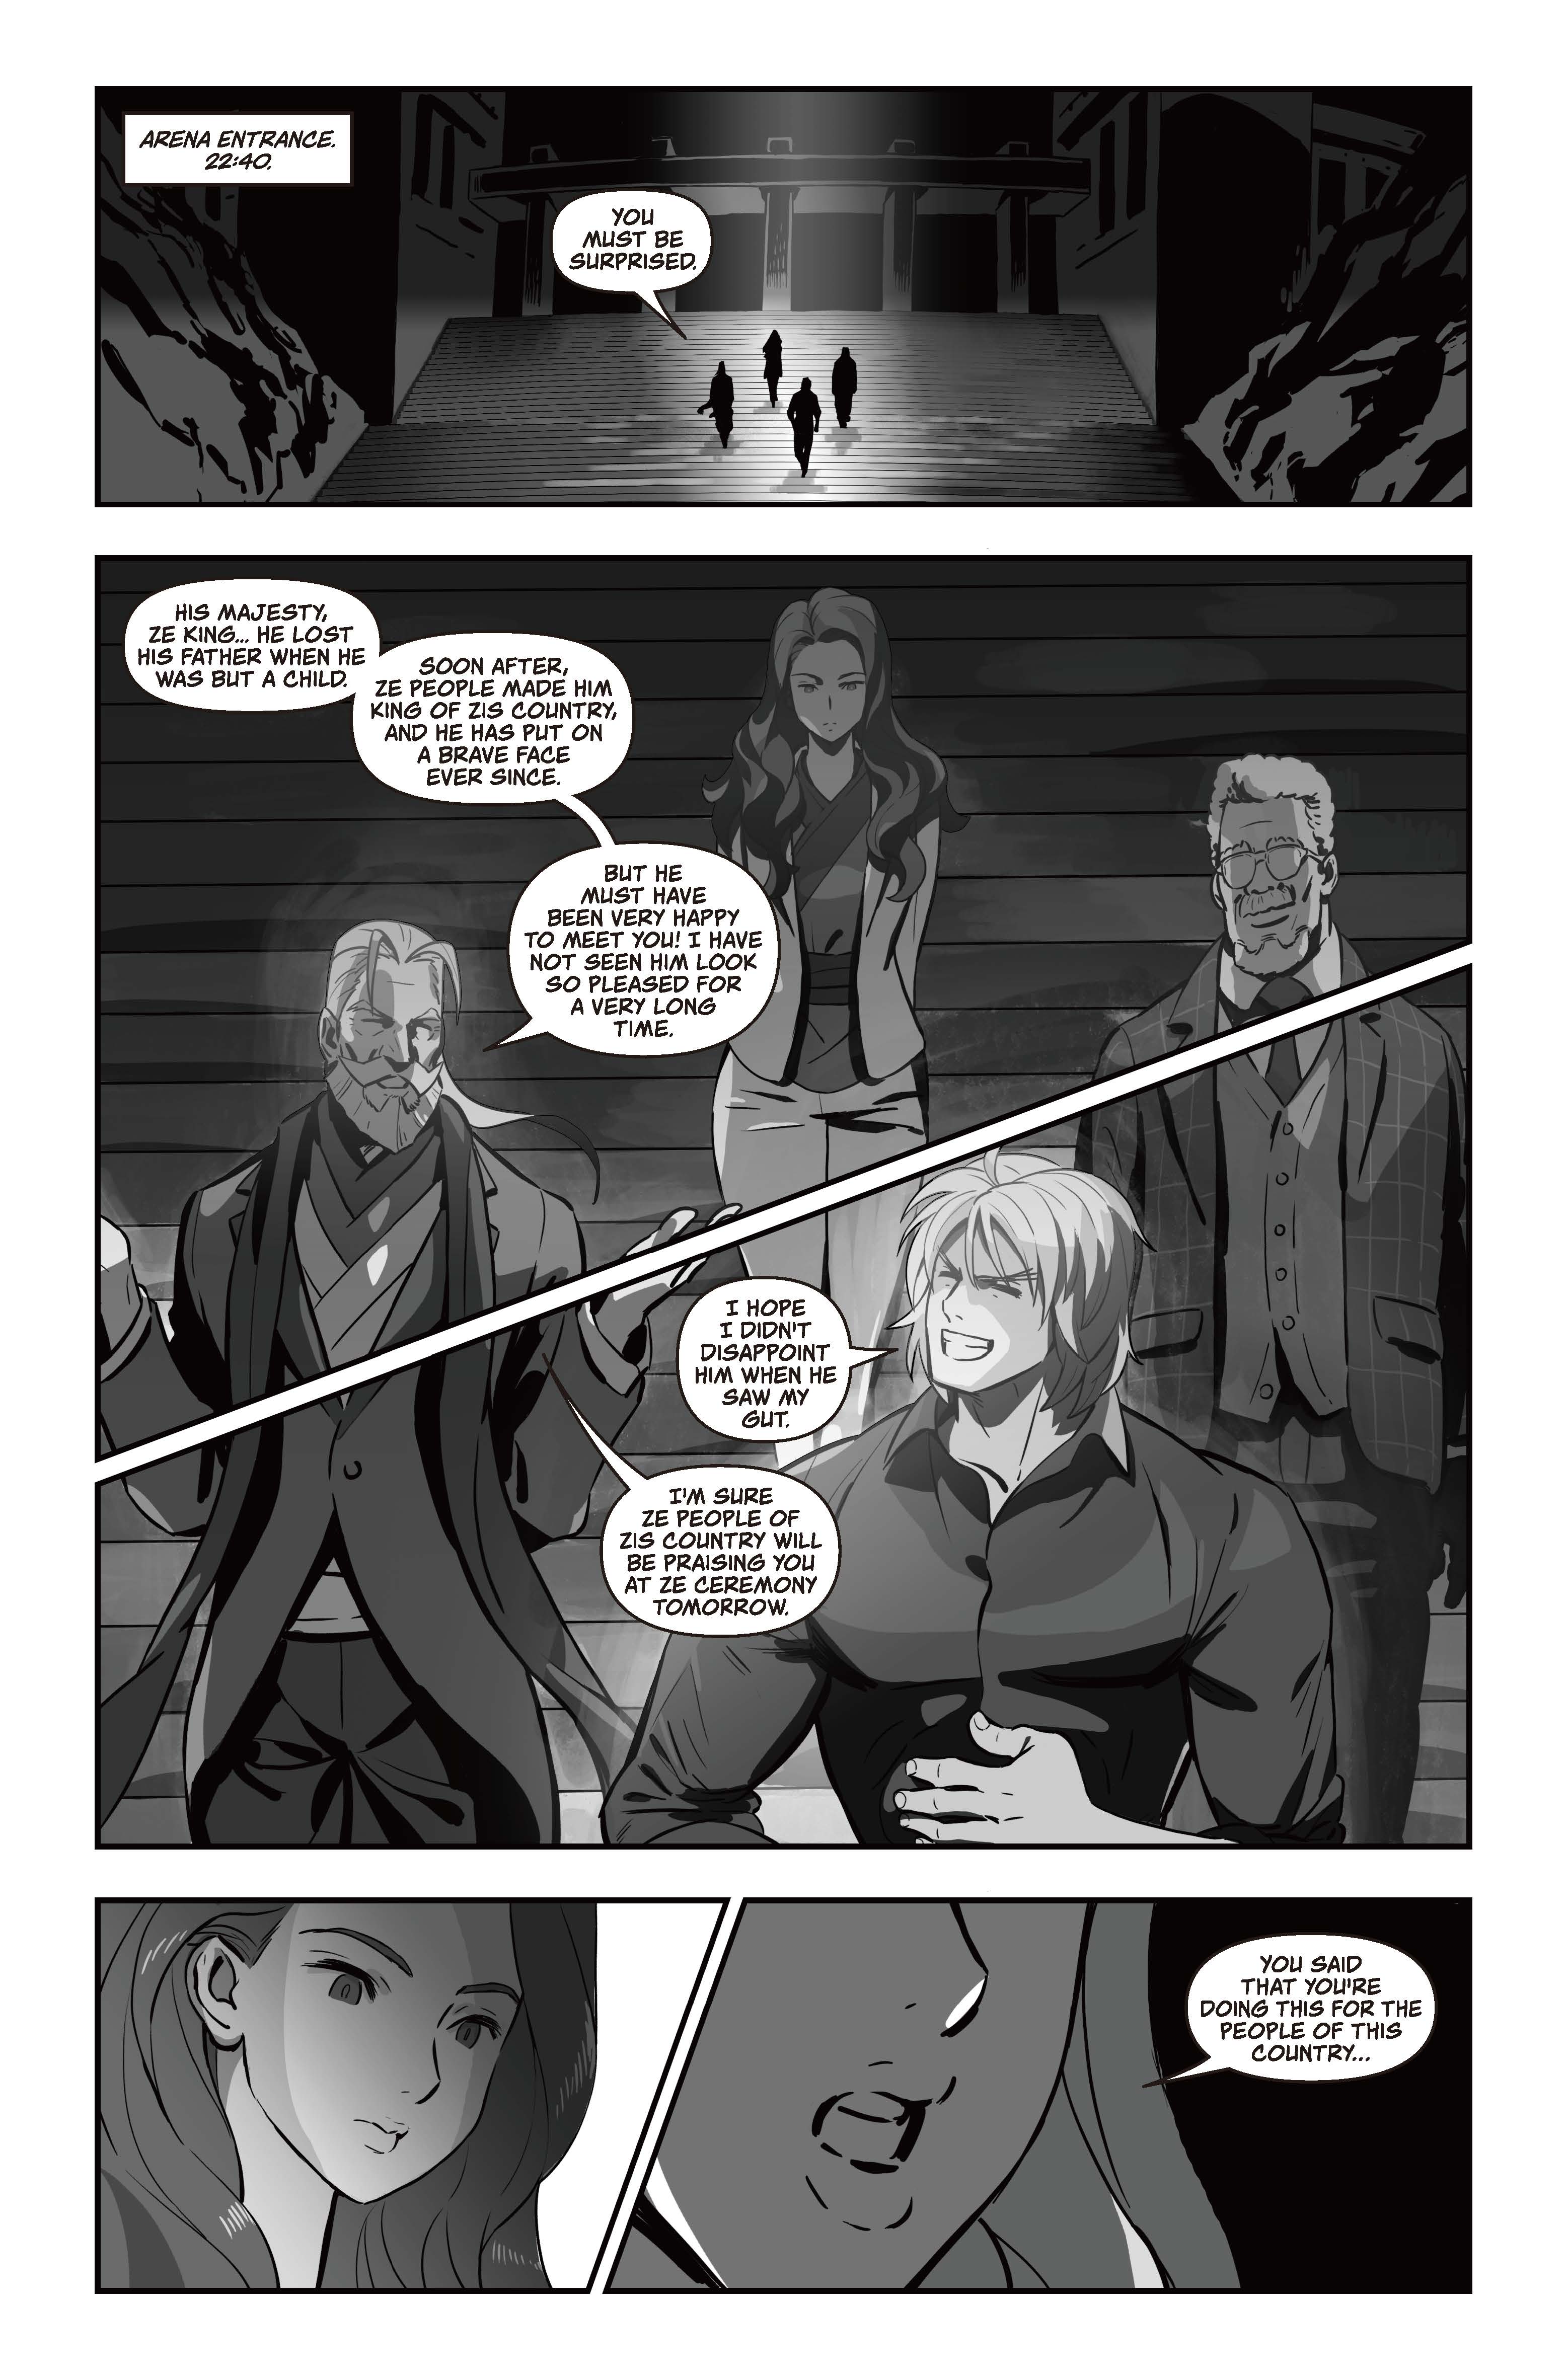 ARENA ENTRANCE.
22:40.
YOU
MUST BE
SURPRISED.
HIS MAJESTY,
ZE KING... HE LOST
HIS FATHER WHEN HE
WAS BUT A CHILD.
SOON AFTER,
ZE PEOPLE MADE HIM
KING OF ZIS COUNTRY,
AND HE HAS PUT ON
A BRAVE FACE
EVER SINCE.
BUT HE
MUST HAVE
BEEN VERY HAPPY
TO MEET YOU! I HAVE
NOT SEEN HIM LOOK
SO PLEASED FOR
A VERY LONG
TIME.
I HOPE
I DIDN'T
DISAPPOINT
HIM WHEN HE
SAW MY
GUT.
I'M SURE
ZE PEOPLE OF
ZIS COUNTRY WILL
BE PRAISING YOU
AT ZE CEREMONY
TOMORROW.
YOU SAID
THAT YOU'RE
DOING THIS FOR THE
PEOPLE OF THIS
COUNTRY...